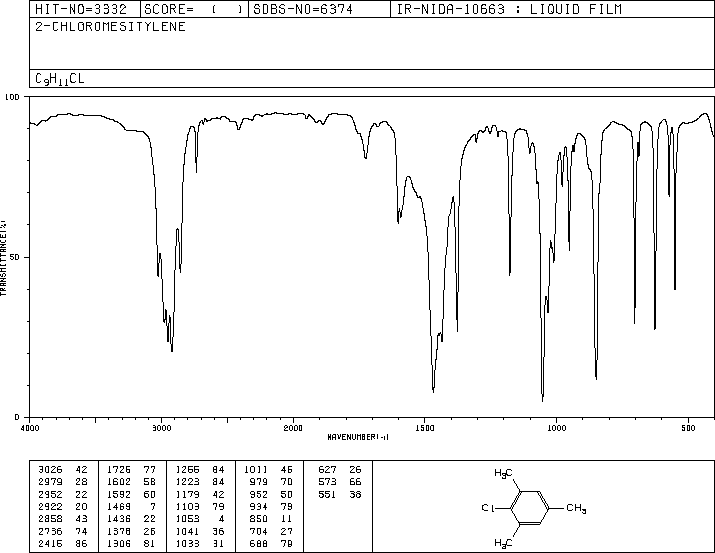 HIT-NO=3332 SCORE= ( ) SDBS-NO=6374 IR-NIDA-10663 : LIQUID FILM
2-CHLOROMESITYLENE
C9H11CL
100
50
0
TRANSMITTANCE(%)
4000 3000 2000 1500 1000 500
WAVENUMBER(-1)
3026 42 1726 77 1266 84 1011 46 627 26
2979 28 1602 58 1223 84 979 70 573 66
2952 22 1592 60 1179 42 952 50 551 38
2922 20 1469 7 1103 79 934 79
2858 43 1436 22 1053 4 850 11
2736 74 1378 26 1041 36 704 27
2415 86 1306 81 1033 31 688 79
H3C
Cl
CH3
H3C